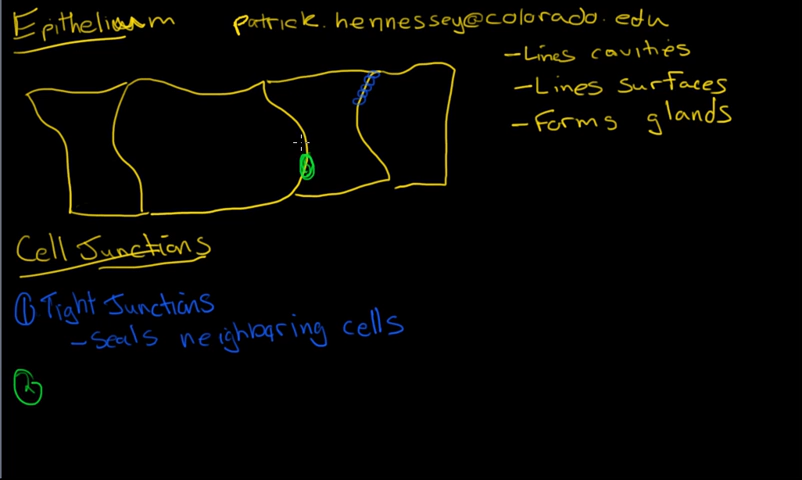 Epithelium
patrick.hennessey@colorado.edu
- Lines cavities
- Lines surfaces
- Forms glands
Cell Junctions
① Tight Junctions
- Seals neighboring cells
②